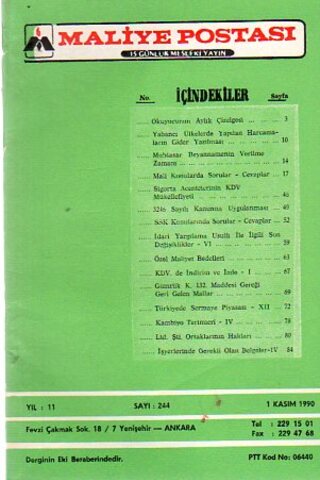 MALİYE POSTASI
15 GÜNLÜK MESLEKİ YAYIN
No. İÇİNDEKİLER Sayfa
..... Okuyucunun Aylık Çizelgesi ... ... ... 3
..... Yabancı Ülkelerde Yapılan Harcama-
ların Gider Yazılması ... ... ... 10
..... Muhtasar Beyannamenin Verilme
Zamanı ... ... ... 14
..... Mali Konularda Sorular - Cevaplar ... 17
..... Sigorta Acentelerinin KDV
Mükellefiyeti ... ... ... 45
..... 3246 Sayılı Kanunun Uygulanması ... 49
..... SSK Konularında Sorular - Cevaplar ... 52
..... İdari Yargılama Usulü İle İlgili Son
Değişiklikler - VI ... ... ... 59
..... Özel Maliyet Bedelleri ... ... ... 63
..... KDV. de İndirim ve İade - I ... ... 67
..... Gümrük K. 132. Maddesi Gereği
Geri Gelen Mallar ... ... ... 69
..... Türkiyede Sermaye Piyasası - XII ... 72
..... Kambiyo Terimleri - IV ... ... ... 78
..... Ltd. Şti. Ortaklarının Hakları ... ... 80
..... İşyerlerinde Gerekli Olan Belgeler-IV 84
YIL : 11 SAYI : 244 1 KASIM 1990
Fevzi Çakmak Sok. 18 / 7 Yenişehir — ANKARA
Tel : 229 15 01
Fax : 229 47 68
Derginin Eki Beraberindedir. PTT Kod No: 06440